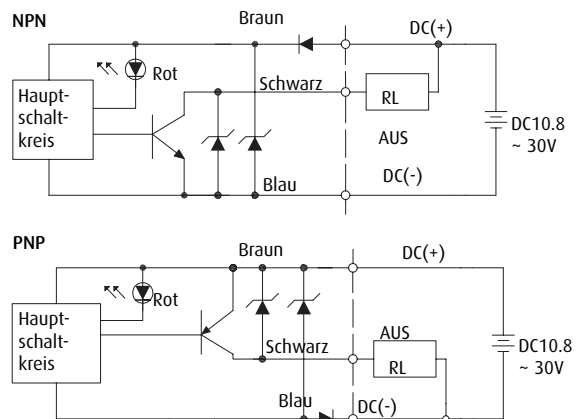 NPN
Braun
DC(+)
Rot
Schwarz
Haupt-
schalt-
kreis
RL
AUS
DC10.8
~ 30V
Blau
DC(-)
PNP
Braun
DC(+)
Rot
Haupt-
schalt-
kreis
AUS
Schwarz
RL
DC10.8
~ 30V
Blau
DC(-)